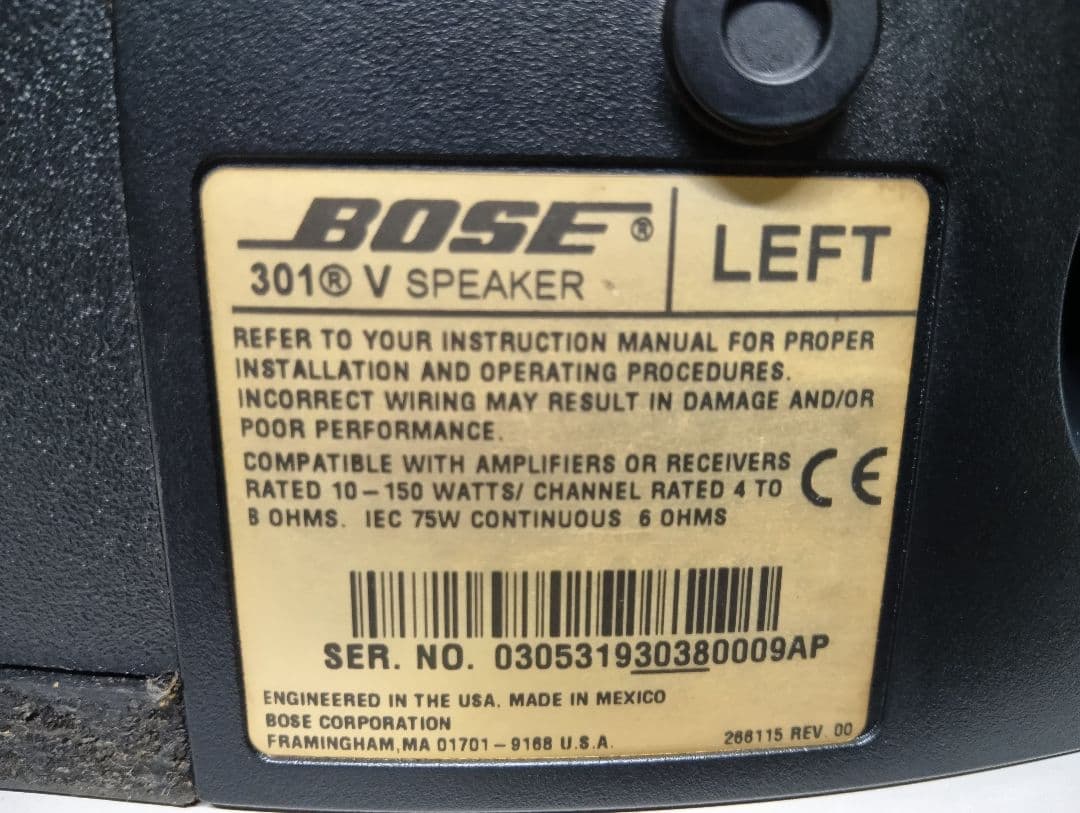 BOSE®
301® V SPEAKER
LEFT
REFER TO YOUR INSTRUCTION MANUAL FOR PROPER
INSTALLATION AND OPERATING PROCEDURES.
INCORRECT WIRING MAY RESULT IN DAMAGE AND/OR
POOR PERFORMANCE.
COMPATIBLE WITH AMPLIFIERS OR RECEIVERS
RATED 10-150 WATTS/ CHANNEL RATED 4 TO
8 OHMS. IEC 75W CONTINUOUS 6 OHMS
CE
SER. NO. 030531930380009AP
ENGINEERED IN THE USA. MADE IN MEXICO
BOSE CORPORATION
FRAMINGHAM,MA 01701-9168 U.S.A.
266115 REV 00